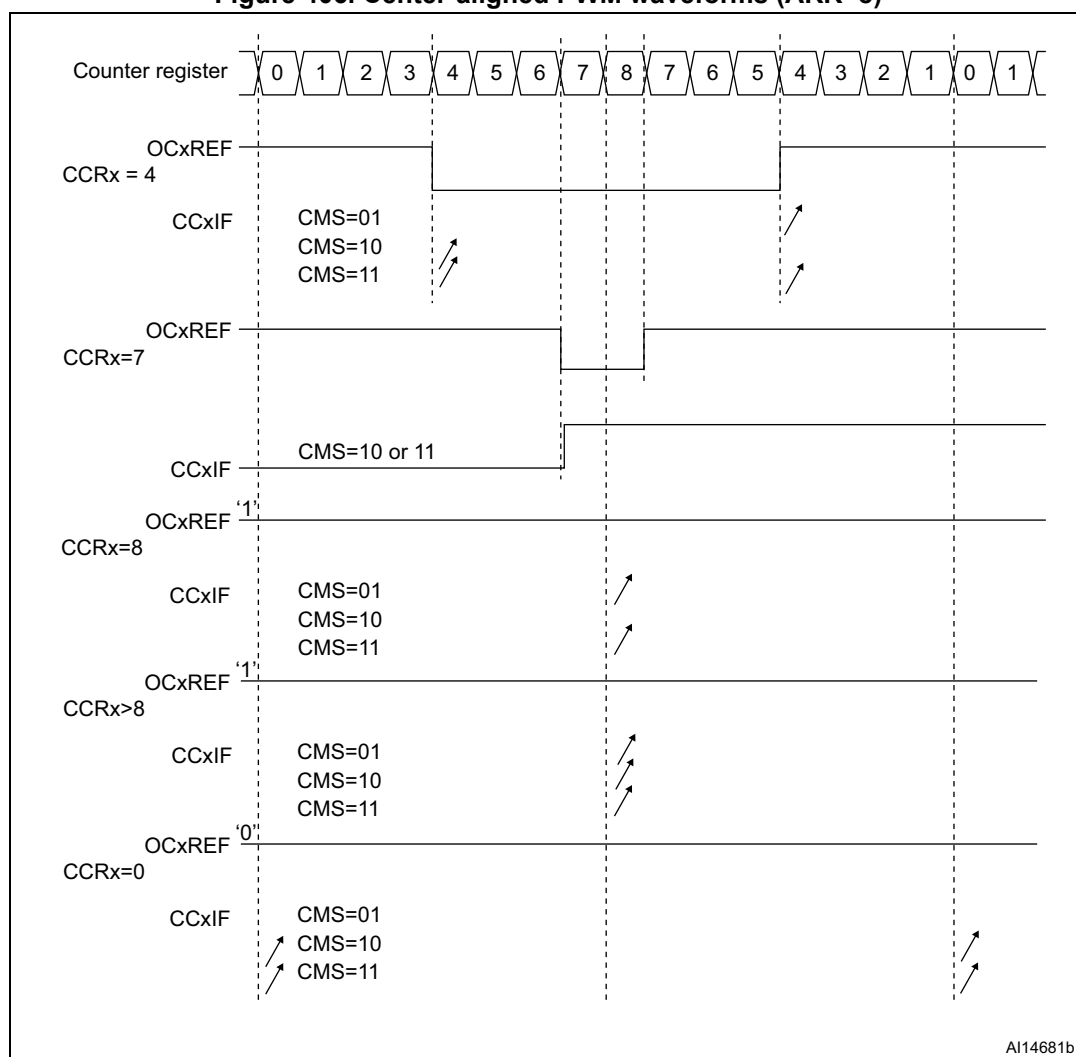 Counter register 0 1 2 3 4 5 6 7 8 7 6 5 4 3 2 1 0 1
OCxREF
CCRx = 4
CCxIF CMS=01
CMS=10
CMS=11
OCxREF
CCRx=7
CMS=10 or 11
CCxIF
OCxREF '1'
CCRx=8
CCxIF CMS=01
CMS=10
CMS=11
OCxREF '1'
CCRx>8
CCxIF CMS=01
CMS=10
CMS=11
OCxREF '0'
CCRx=0
CCxIF CMS=01
CMS=10
CMS=11
AI14681b